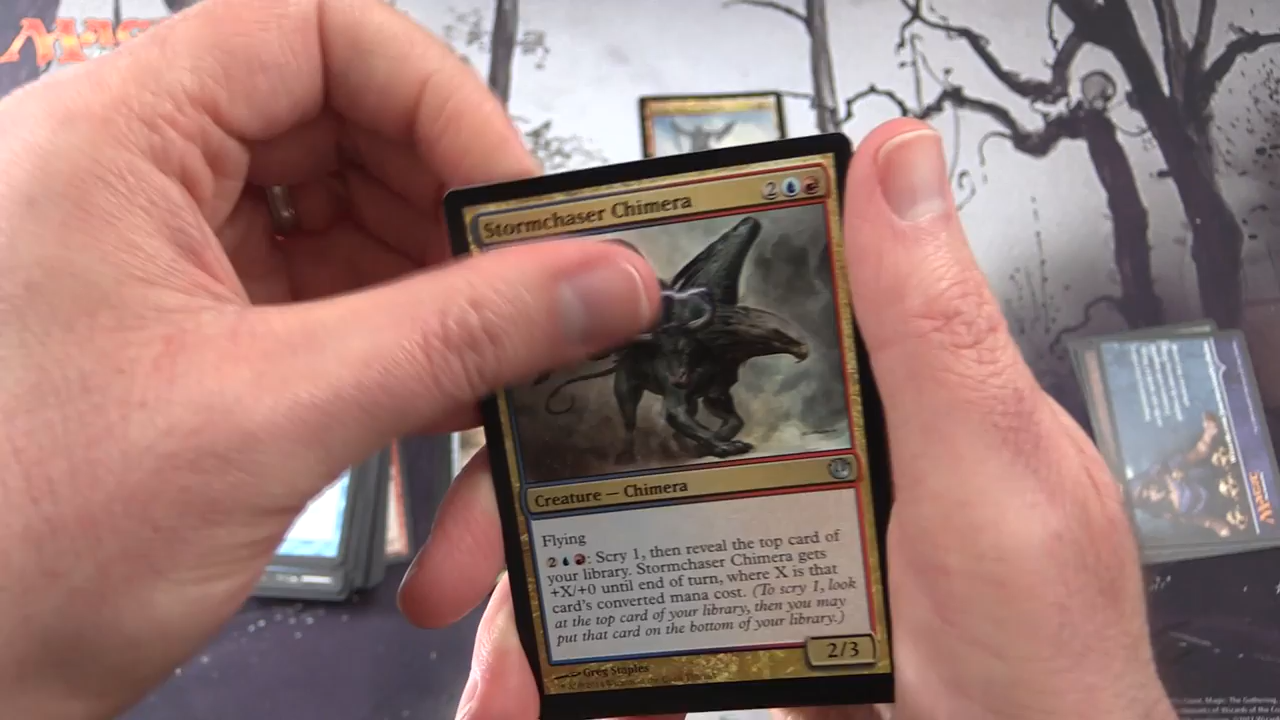 Stormchaser Chimera 2
Creature — Chimera
Flying
2: Scry 1, then reveal the top card of
your library. Stormchaser Chimera gets
+X/+0 until end of turn, where X is that
card's converted mana cost. (To scry 1, look
at the top card of your library, then you may
put that card on the bottom of your library.)
2/3
Greg Staples
MAGIC